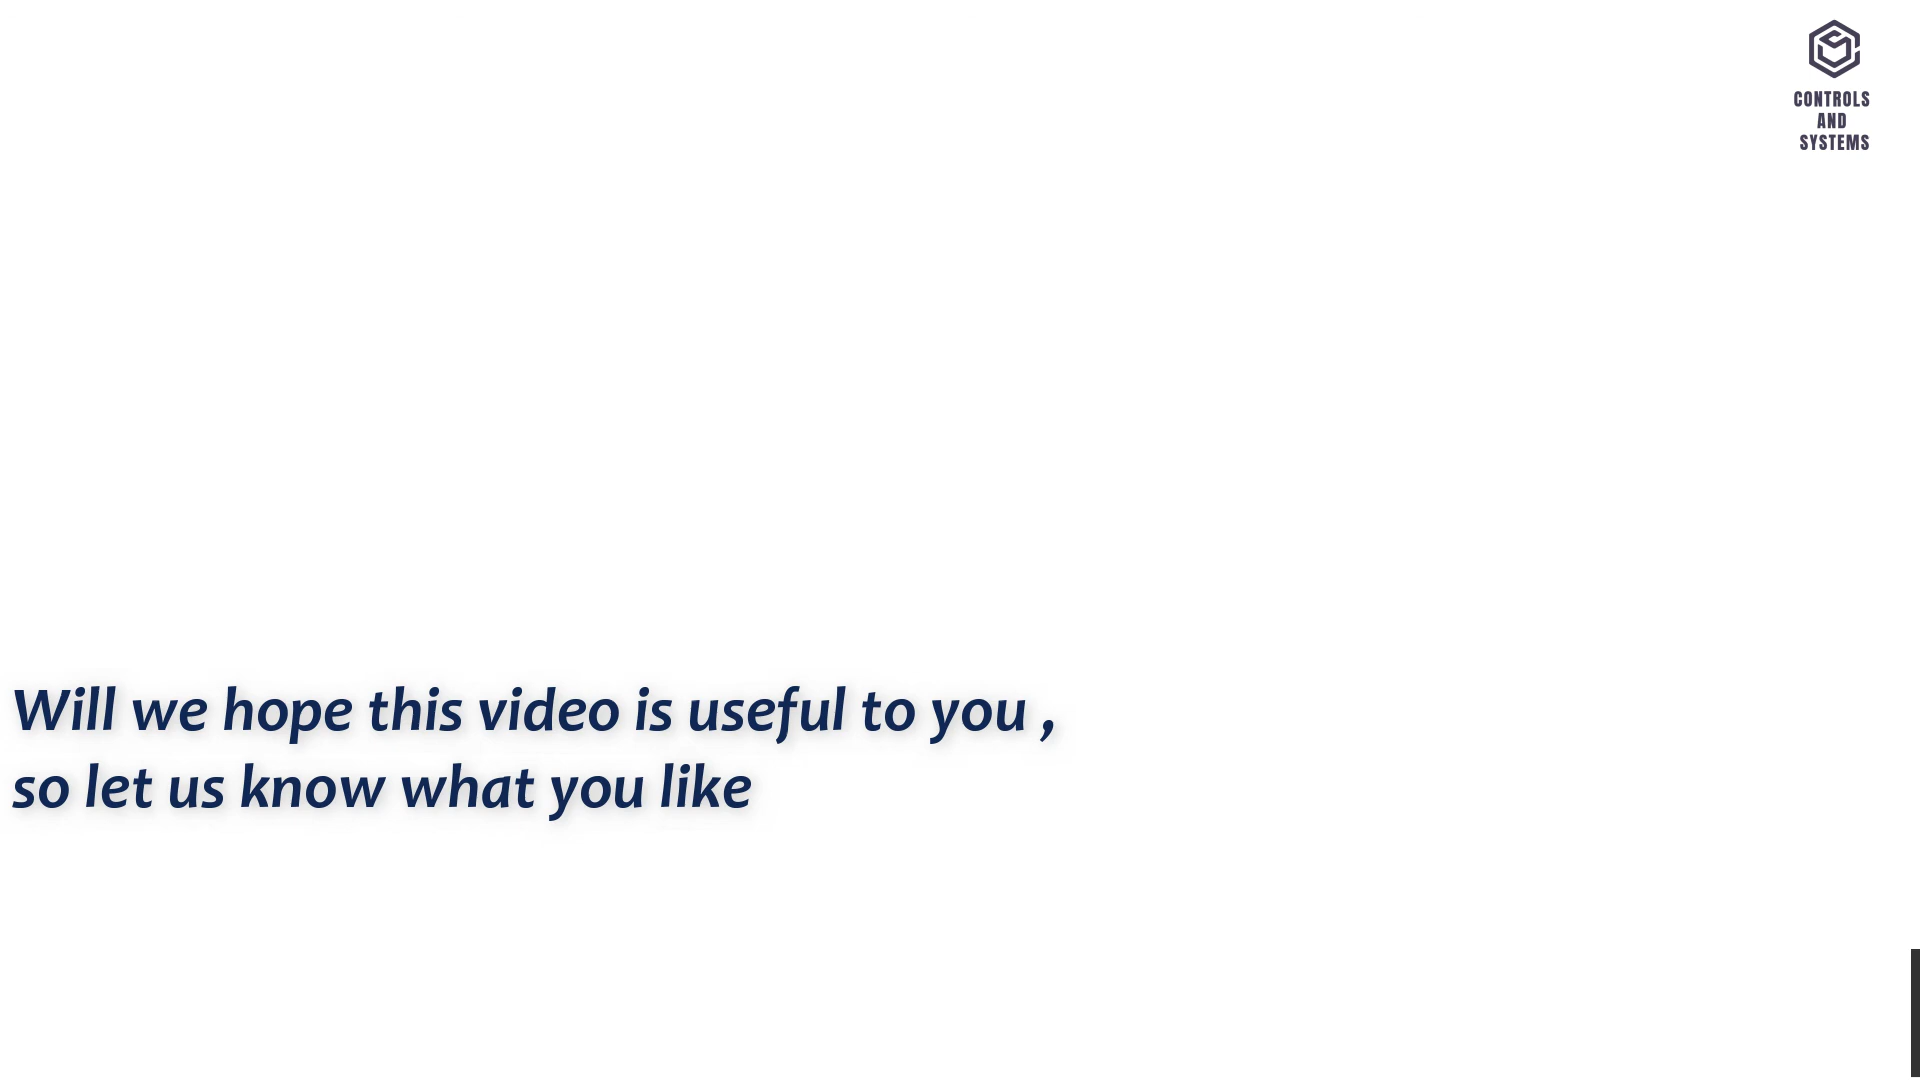 CONTROLS
AND
SYSTEMS
Will we hope this video is useful to you ,
so let us know what you like